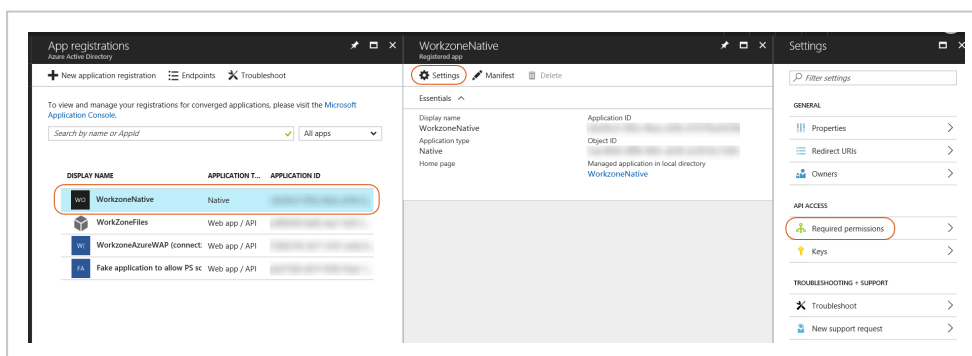 App registrations
Azure Active Directory
New application registration Endpoints Troubleshoot
To view and manage your registrations for converged applications, please visit the Microsoft
Application Console.
Search by name or AppId All apps
DISPLAY NAME APPLICATION T... APPLICATION ID
WO WorkzoneNative Native
WorkZoneFiles Web app / API
W( WorkzoneAzureWAP (connect: Web app / API
FA Fake application to allow PS sc Web app / API
WorkzoneNative
Registered app
Settings Manifest Delete
Essentials
Display name Application ID
WorkzoneNative
Application type Object ID
Native
Home page Managed application in local directory
WorkzoneNative
Settings
Filter settings
GENERAL
Properties
Redirect URIs
Owners
API ACCESS
Required permissions
Keys
TROUBLESHOOTING + SUPPORT
Troubleshoot
New support request